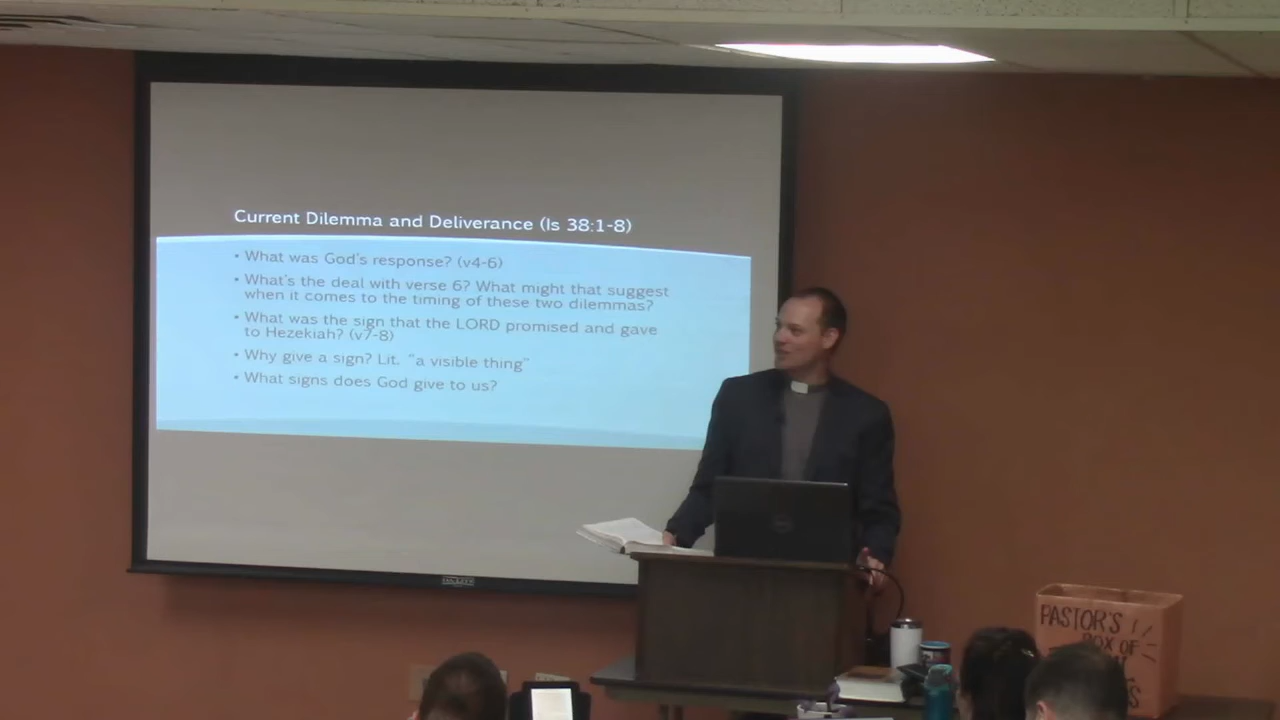 Current Dilemma and Deliverance (Is 38:1-8)
• What was God's response? (v4-6)
• What's the deal with verse 6? What might that suggest
when it comes to the timing of these two dilemmas?
• What was the sign that the LORD promised and gave
to Hezekiah? (v7-8)
• Why give a sign? Lit. "a visible thing"
• What signs does God give to us?
PASTOR'S
BOX OF